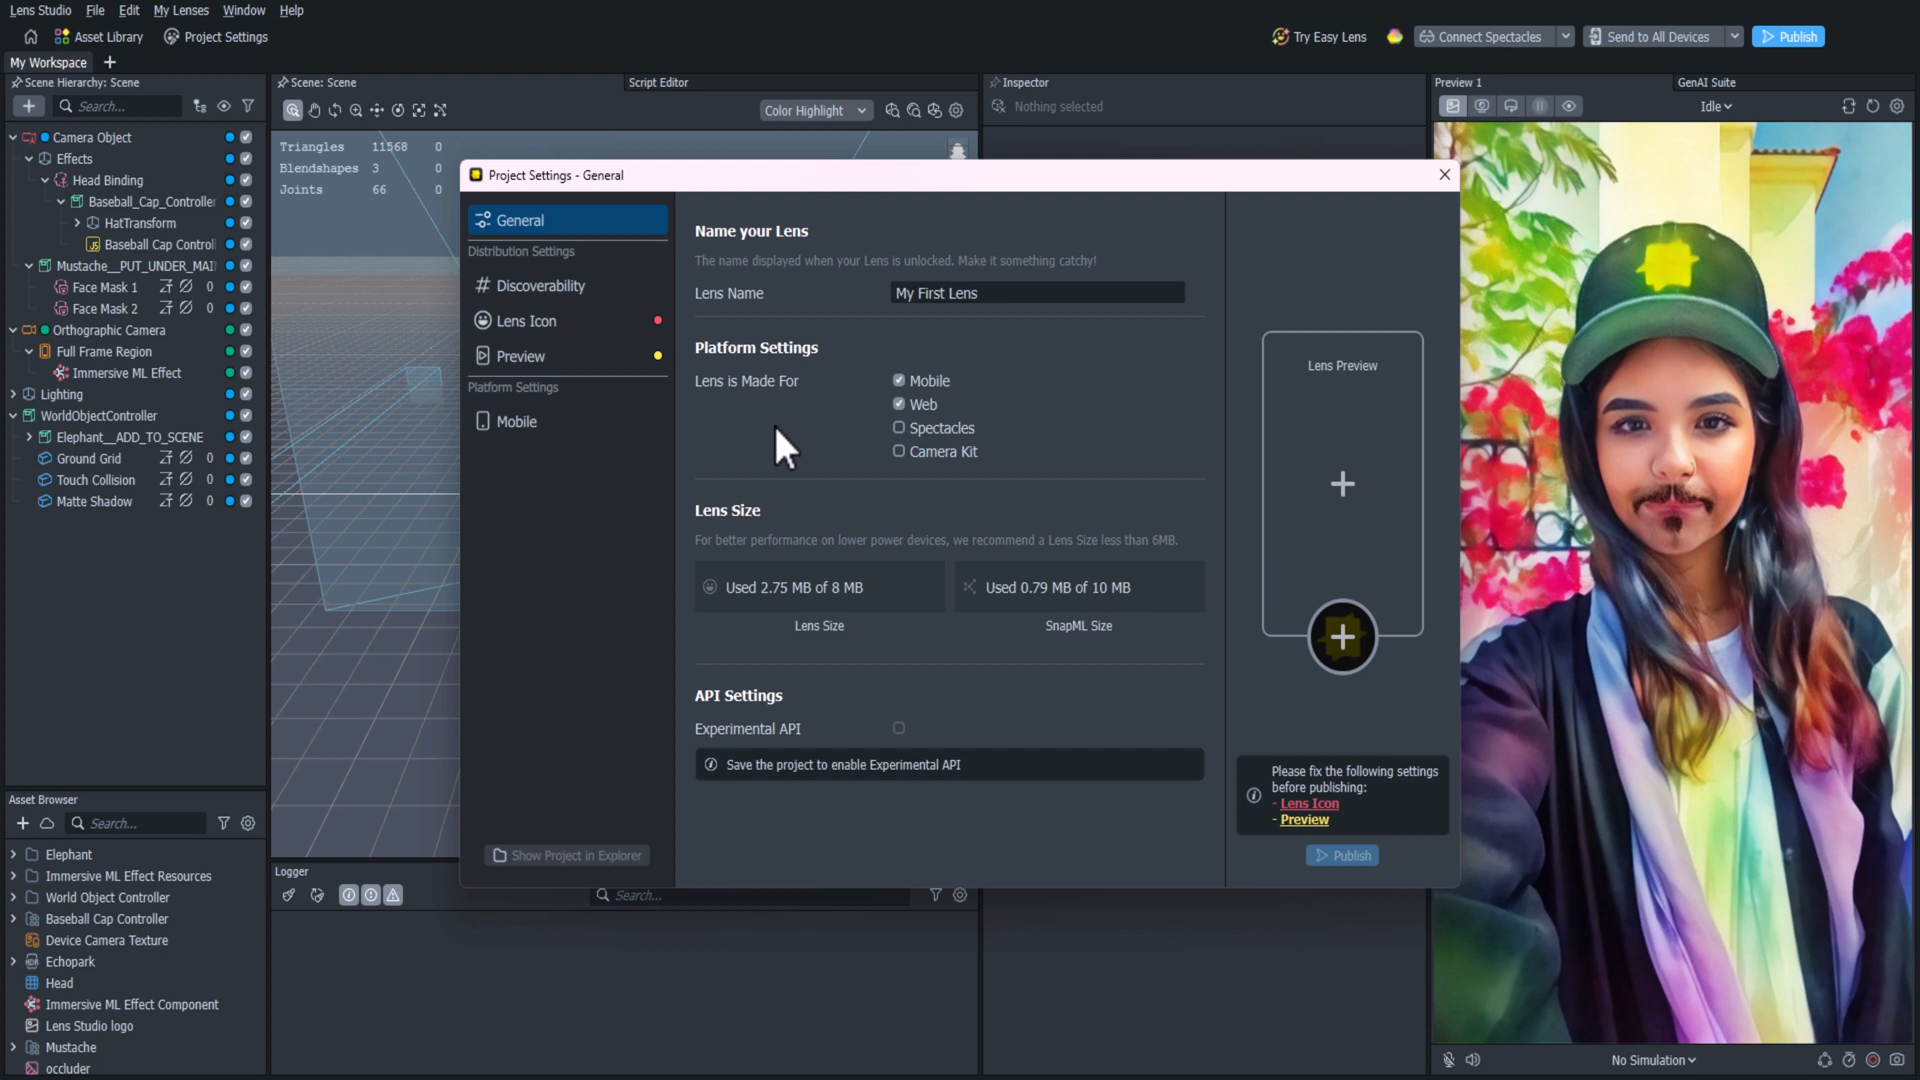 Lens Studio File Edit My Lenses Window Help
Asset Library Project Settings Try Easy Lens Connect Spectacles Send to All Devices Publish
My Workspace
Scene Hierarchy: Scene
Search...
Camera Object
Effects
Head Binding
Baseball_Cap_Controller
HatTransform
Baseball Cap Control
Mustache__PUT_UNDER_MAI
Face Mask 1 0
Face Mask 2 0
Orthographic Camera
Full Frame Region
Immersive ML Effect
Lighting
WorldObjectController
Elephant__ADD_TO_SCENE
Ground Grid 0
Touch Collision 0
Matte Shadow 0
Asset Browser
Search...
Elephant
Immersive ML Effect Resources
World Object Controller
Baseball Cap Controller
Device Camera Texture
Echopark
Head
Immersive ML Effect Component
Lens Studio logo
Mustache
occluder
Scene: Scene Script Editor
Color Highlight
Triangles 11568 0
Blendshapes 3 0
Joints 66 0
Logger
Search...
Inspector
Nothing selected
Project Settings - General
General
Distribution Settings
Discoverability
Lens Icon
Preview
Platform Settings
Mobile
Show Project in Explorer
Name your Lens
The name displayed when your Lens is unlocked. Make it something catchy!
Lens Name My First Lens
Platform Settings
Lens is Made For Mobile
Web
Spectacles
Camera Kit
Lens Size
For better performance on lower power devices, we recommend a Lens Size less than 6MB.
Used 2.75 MB of 8 MB Used 0.79 MB of 10 MB
Lens Size SnapML Size
API Settings
Experimental API
Save the project to enable Experimental API
Lens Preview
Please fix the following settings
before publishing:
- Lens Icon
- Preview
Publish
Preview 1 GenAI Suite
Idle
No Simulation